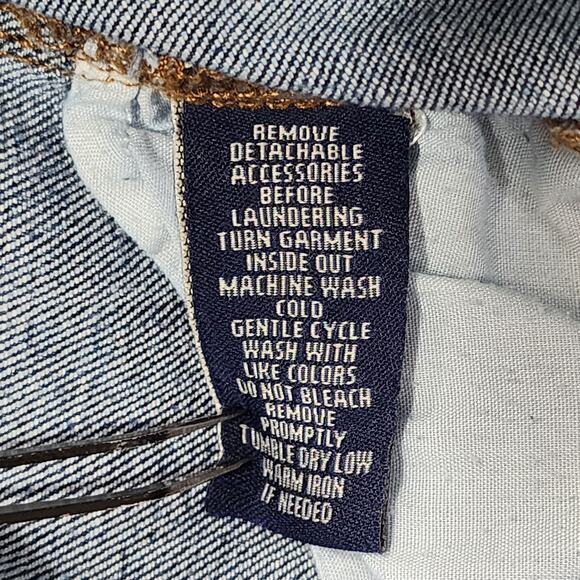 REMOVE
DETACHABLE
ACCESSORIES
BEFORE
LAUNDERING
TURN GARMENT
INSIDE OUT
MACHINE WASH
COLD
GENTLE CYCLE
WASH WITH
LIKE COLORS
DO NOT BLEACH
REMOVE
PROMPTLY
TUMBLE DRY LOW
WARM IRON
IF NEEDED